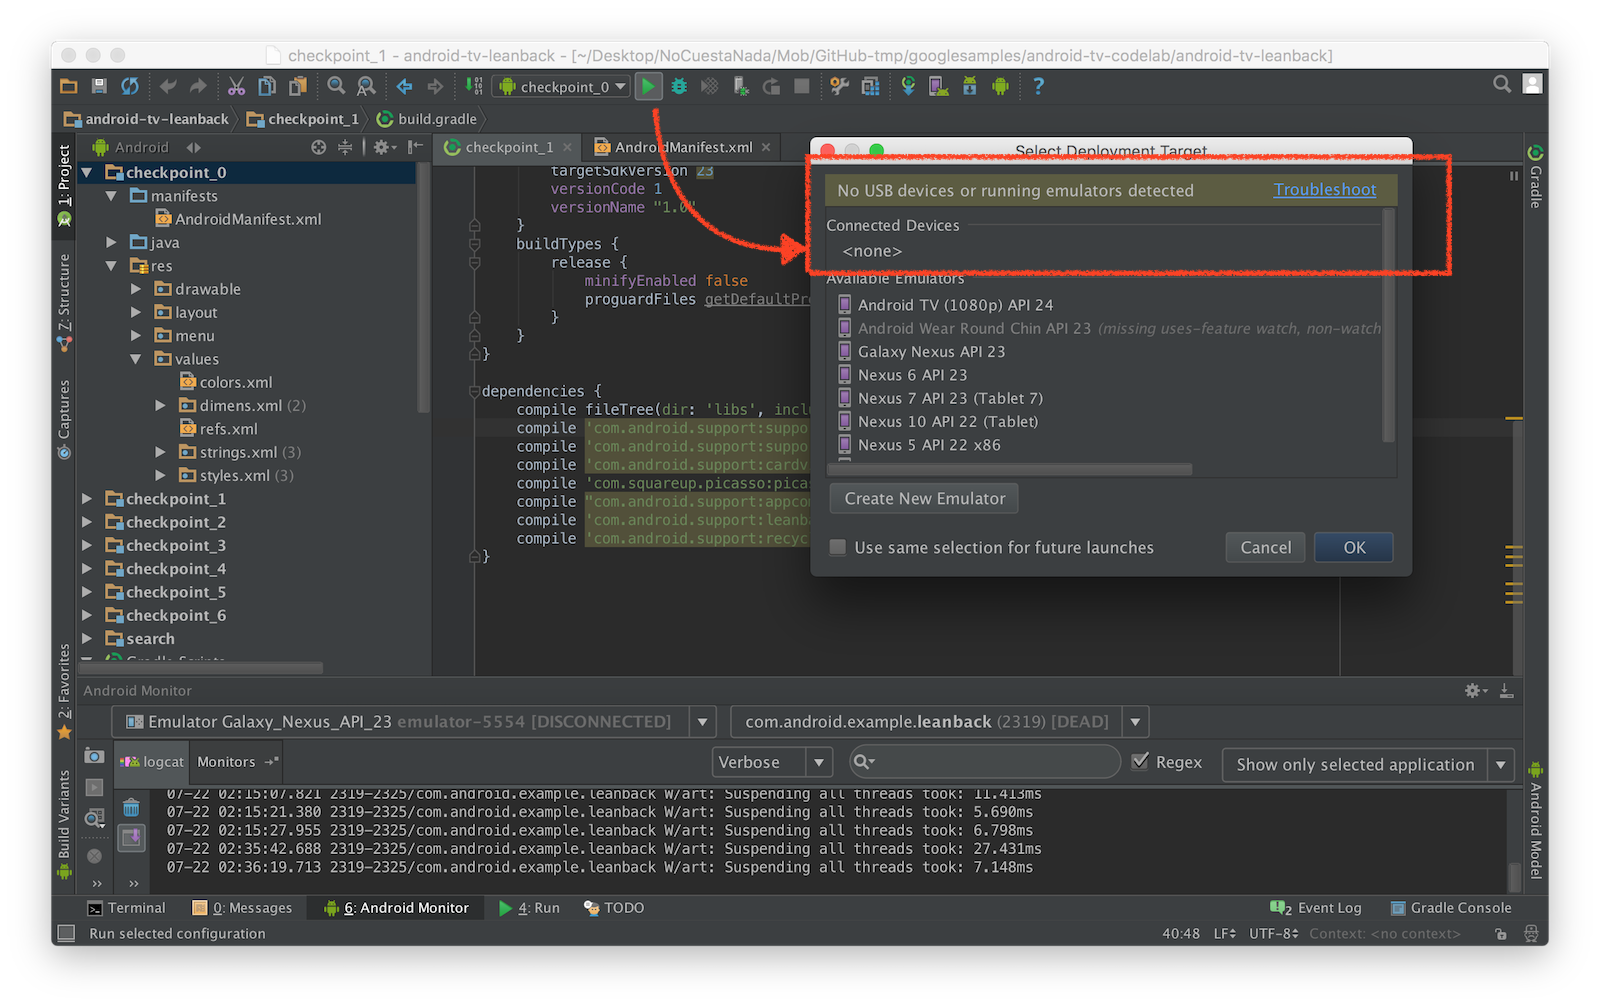 checkpoint_1 - android-tv-leanback - [~/Desktop/NoCuestaNada/Mob/GitHub-tmp/googlesamples/android-tv-codelab/android-tv-leanback]
checkpoint_0
android-tv-leanback
checkpoint_1
build.gradle
Android
checkpoint_1
AndroidManifest.xml
1: Project
Z: Structure
Captures
2: Favorites
Build Variants
checkpoint_0
manifests
AndroidManifest.xml
java
res
drawable
layout
menu
values
colors.xml
dimens.xml (2)
refs.xml
strings.xml (3)
styles.xml (3)
checkpoint_1
checkpoint_2
checkpoint_3
checkpoint_4
checkpoint_5
checkpoint_6
search
Gradle Scripts
targetSdkVersion 23
versionCode 1
versionName "1.0"
}
buildTypes {
release {
minifyEnabled false
proguardFiles getDefaultPro
}
}
}
dependencies {
compile fileTree(dir: 'libs', incl
compile 'com.android.support:suppo
compile 'com.android.support:suppo
compile 'com.android.support:cardv
compile 'com.squareup.picasso:picas
compile "com.android.support:appcom
compile 'com.android.support:leanba
compile 'com.android.support:recyc
}
Select Deployment Target
No USB devices or running emulators detected Troubleshoot
Connected Devices
<none>
Available Emulators
Android TV (1080p) API 24
Android Wear Round Chin API 23 (missing uses-feature watch, non-watch
Galaxy Nexus API 23
Nexus 6 API 23
Nexus 7 API 23 (Tablet 7)
Nexus 10 API 22 (Tablet)
Nexus 5 API 22 x86
Create New Emulator
Use same selection for future launches
Cancel
OK
Gradle
Android Model
Android Monitor
Emulator Galaxy_Nexus_API_23 emulator-5554 [DISCONNECTED]
com.android.example.leanback (2319) [DEAD]
logcat
Monitors
Verbose
Regex
Show only selected application
07-22 02:15:07.821 2319-2325/com.android.example.leanback W/art: Suspending all threads took: 11.413ms
07-22 02:15:21.380 2319-2325/com.android.example.leanback W/art: Suspending all threads took: 5.690ms
07-22 02:15:27.955 2319-2325/com.android.example.leanback W/art: Suspending all threads took: 6.798ms
07-22 02:35:42.688 2319-2325/com.android.example.leanback W/art: Suspending all threads took: 27.431ms
07-22 02:36:19.713 2319-2325/com.android.example.leanback W/art: Suspending all threads took: 7.148ms
Terminal
0: Messages
6: Android Monitor
4: Run
TODO
2 Event Log
Gradle Console
Run selected configuration
40:48 LF UTF-8 Context: <no context>